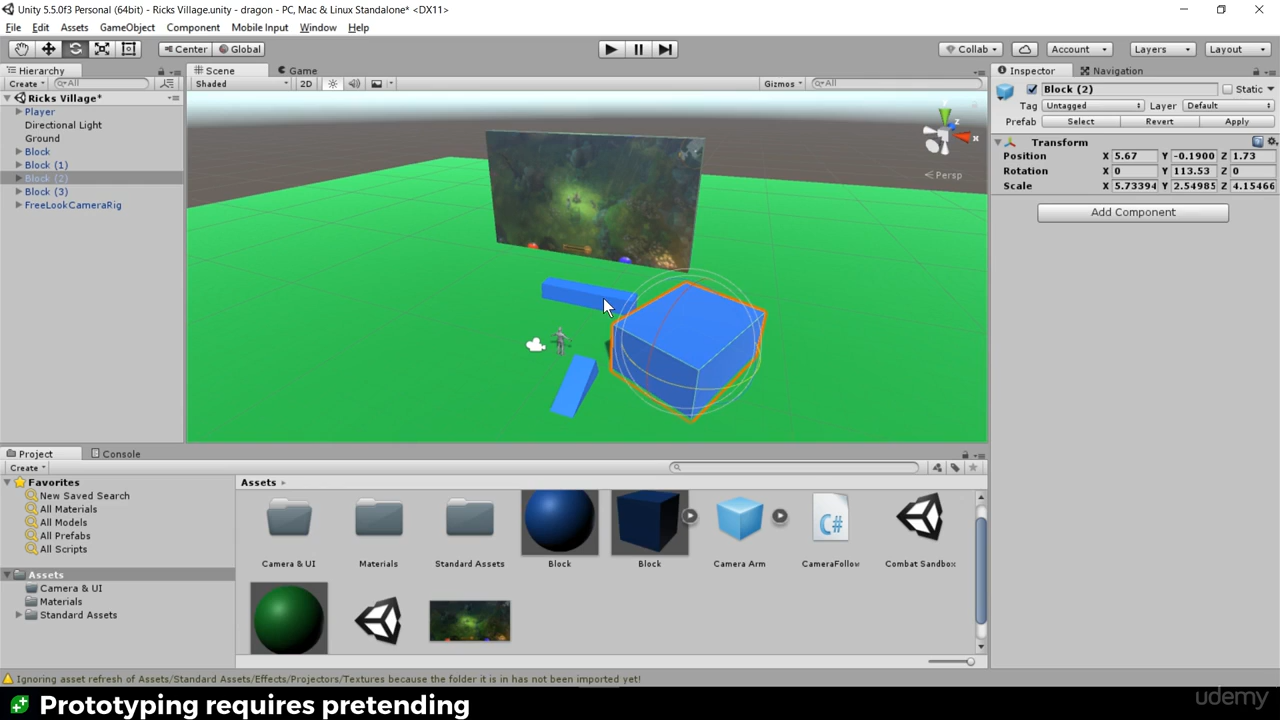 Unity 5.5.0f3 Personal (64bit) - Ricks Village.unity - dragon - PC, Mac & Linux Standalone* <DX11>
File Edit Assets GameObject Component Mobile Input Window Help
Center Global Collab Account Layers Layout
Hierarchy
Create All
Ricks Village*
Player
Directional Light
Ground
Block
Block (1)
Block (2)
Block (3)
FreeLookCameraRig
Scene Game
Shaded 2D Gizmos All
y
z
x
Persp
Inspector Navigation
Block (2) Static
Tag Untagged Layer Default
Prefab Select Revert Apply
Transform
Position X 5.67 Y -0.1900 Z 1.73
Rotation X 0 Y 113.53 Z 0
Scale X 5.73394 Y 2.54985 Z 4.15466
Add Component
Project Console
Create
Favorites
New Saved Search
All Materials
All Models
All Prefabs
All Scripts
Assets
Camera & UI
Materials
Standard Assets
Assets
C#
Camera & UI Materials Standard Assets Block Block Camera Arm CameraFollow Combat Sandbox
Ignoring asset refresh of Assets/Standard Assets/Effects/Projectors/Textures because the folder it is in has not been imported yet!
Prototyping requires pretending
udemy